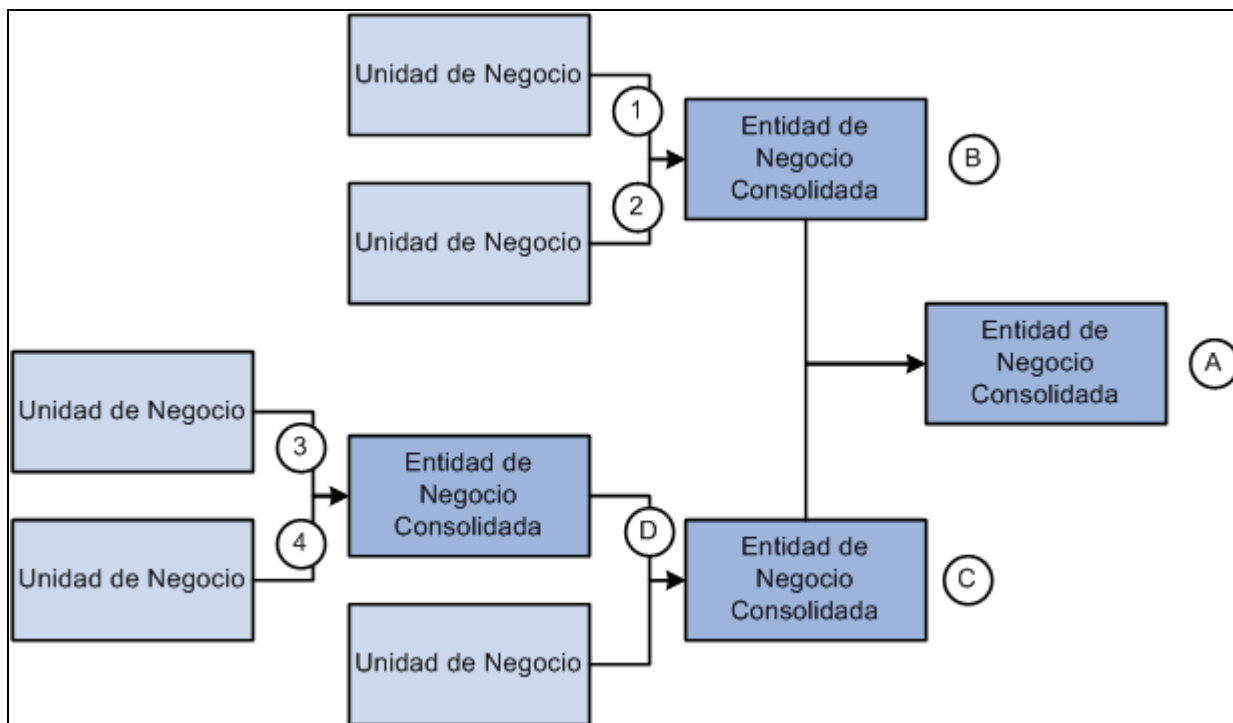 Unidad de Negocio
1
Entidad de
Negocio
Consolidada
B
2
Unidad de Negocio
Entidad de
Negocio
Consolidada
A
Unidad de Negocio
3
Entidad de
Negocio
Consolidada
4
Unidad de Negocio
D
Entidad de
Negocio
Consolidada
C
Unidad de Negocio